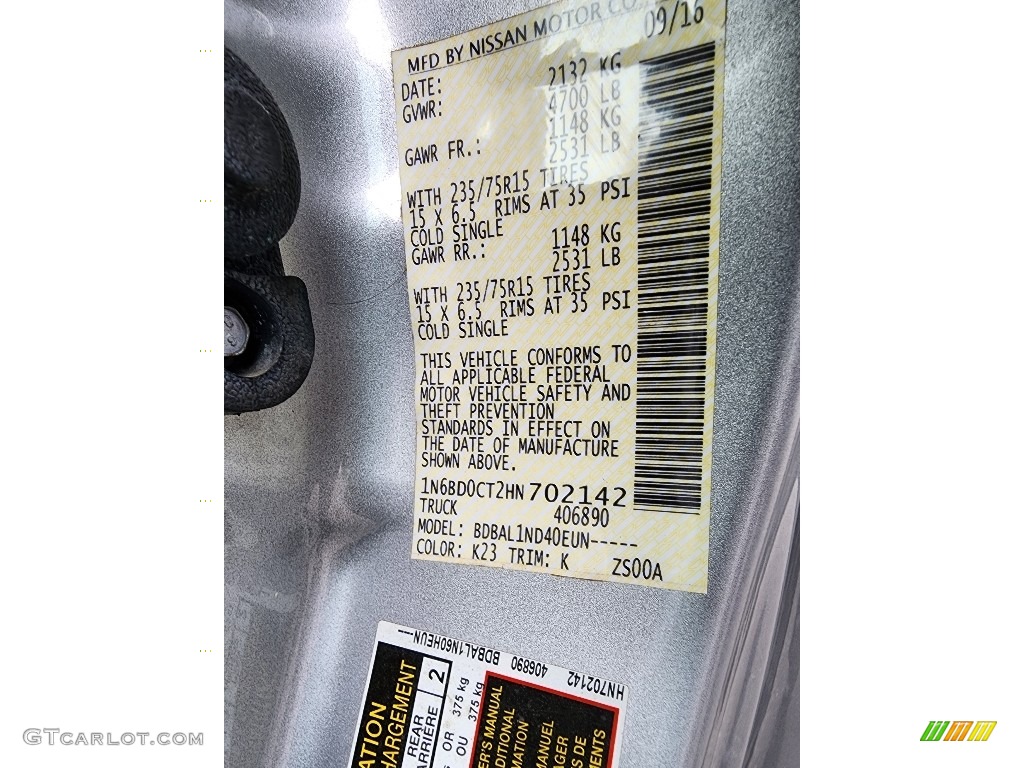 MFD BY NISSAN MOTOR CO
DATE: 09/16
GVWR: 2132 KG
4700 LB
GAWR FR.: 1148 KG
2531 LB
WITH 235/75R15 TIRES
15 X 6.5 RIMS AT 35 PSI
COLD SINGLE
GAWR RR.: 1148 KG
2531 LB
WITH 235/75R15 TIRES
15 X 6.5 RIMS AT 35 PSI
COLD SINGLE
THIS VEHICLE CONFORMS TO
ALL APPLICABLE FEDERAL
MOTOR VEHICLE SAFETY AND
THEFT PREVENTION
STANDARDS IN EFFECT ON
THE DATE OF MANUFACTURE
SHOWN ABOVE.
1N6BD0CT2HN702142
TRUCK 406890
MODEL: BDBAL1ND40EUN-----
COLOR: K23 TRIM: K ZS00A
HN702142 406890 BDBAL1N60HEUN---
REAR 2
OR 375 kg
OU 375 kg
MANUAL
MANUEL
DE
GTCARLOT.COM